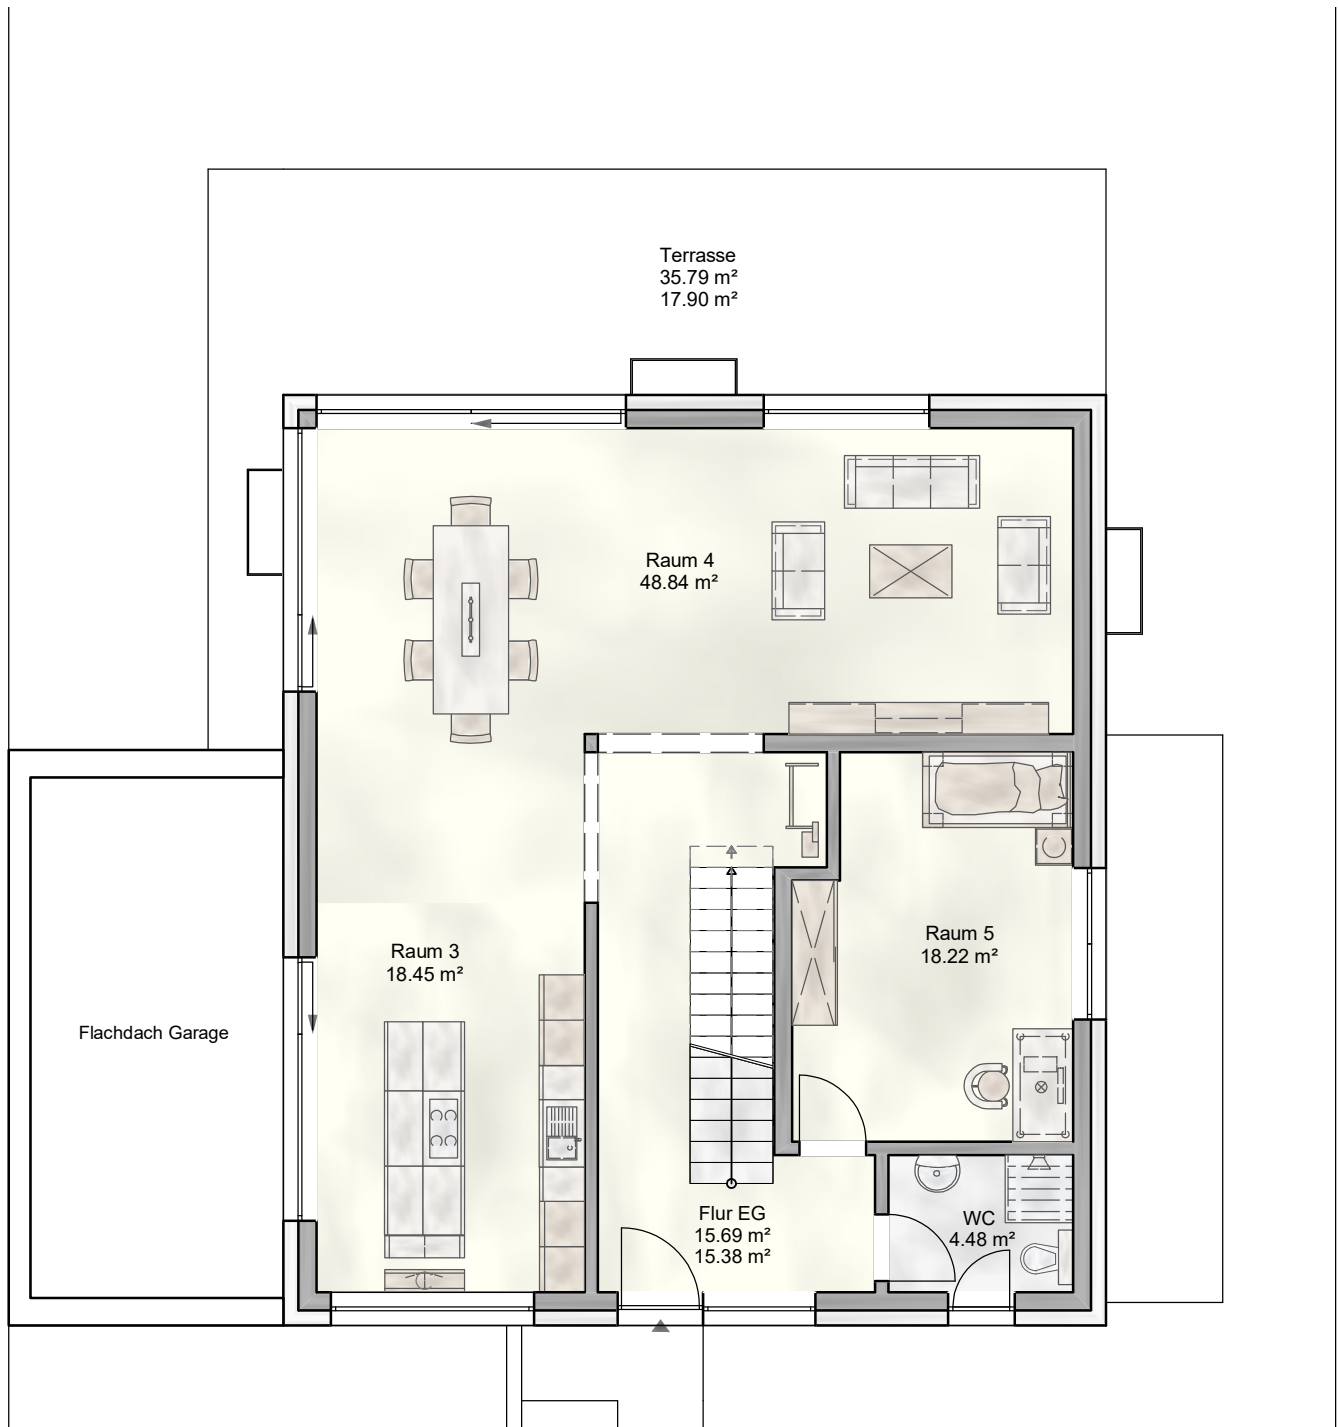 Terrasse
35.79 m²
17.90 m²
Raum 4
48.84 m²
Raum 5
18.22 m²
Raum 3
18.45 m²
Flachdach Garage
Flur EG
15.69 m²
15.38 m²
WC
4.48 m²